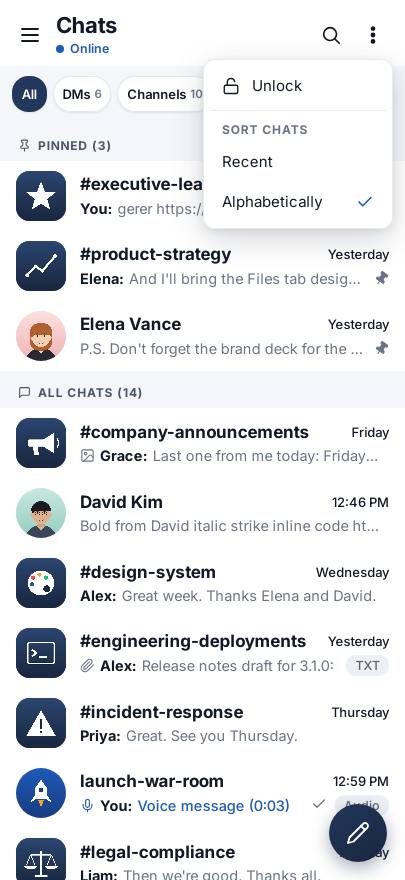 Chats
Online
All
DMs 6
Channels 10
Unlock
SORT CHATS
Recent
Alphabetically
PINNED (3)
#executive-lea
You: gerer https:/
#product-strategy Yesterday
Elena: And I'll bring the Files tab desig...
Elena Vance Yesterday
P.S. Don't forget the brand deck for the ...
ALL CHATS (14)
#company-announcements Friday
Grace: Last one from me today: Friday...
David Kim 12:46 PM
Bold from David italic strike inline code ht...
#design-system Wednesday
Alex: Great week. Thanks Elena and David.
#engineering-deployments Yesterday
Alex: Release notes draft for 3.1.0: TXT
#incident-response Thursday
Priya: Great. See you Thursday.
launch-war-room 12:59 PM
You: Voice message (0:03) Audio
#legal-compliance
Liam: Then we're good. Thanks all.